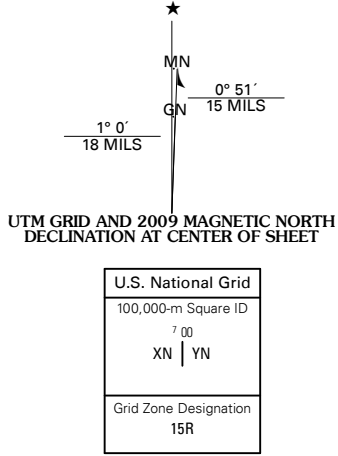 ★
MN
0° 51´
15 MILS
GN
1° 0´
18 MILS
UTM GRID AND 2009 MAGNETIC NORTH
DECLINATION AT CENTER OF SHEET
U.S. National Grid
100,000-m Square ID
7 00
XN | YN
Grid Zone Designation
15R